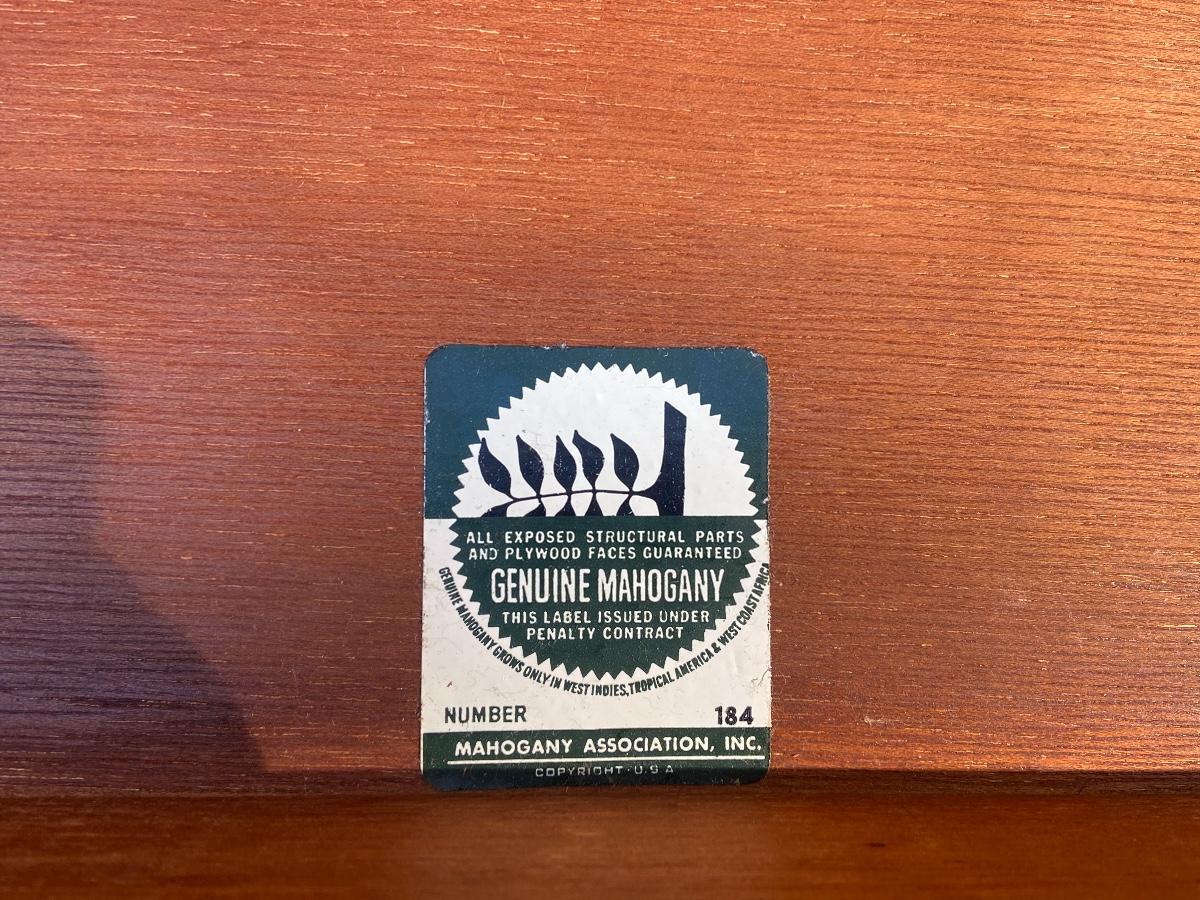 ALL EXPOSED STRUCTURAL PARTS
AND PLYWOOD FACES GUARANTEED
GENUINE MAHOGANY
THIS LABEL ISSUED UNDER
PENALTY CONTRACT
GENUINE MAHOGANY GROWS ONLY IN WEST INDIES, TROPICAL AMERICA & WEST COAST AFRICA
NUMBER 184
MAHOGANY ASSOCIATION, INC.
COPYRIGHT · U.S.A